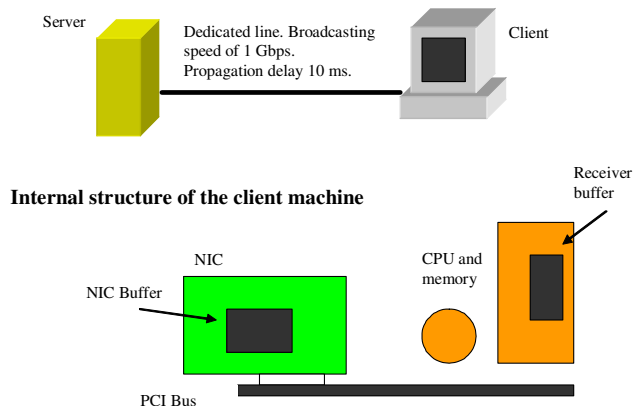 Server
Dedicated line. Broadcasting
speed of 1 Gbps.
Propagation delay 10 ms.
Client
Internal structure of the client machine
Receiver
buffer
NIC
CPU and
memory
NIC Buffer
PCI Bus